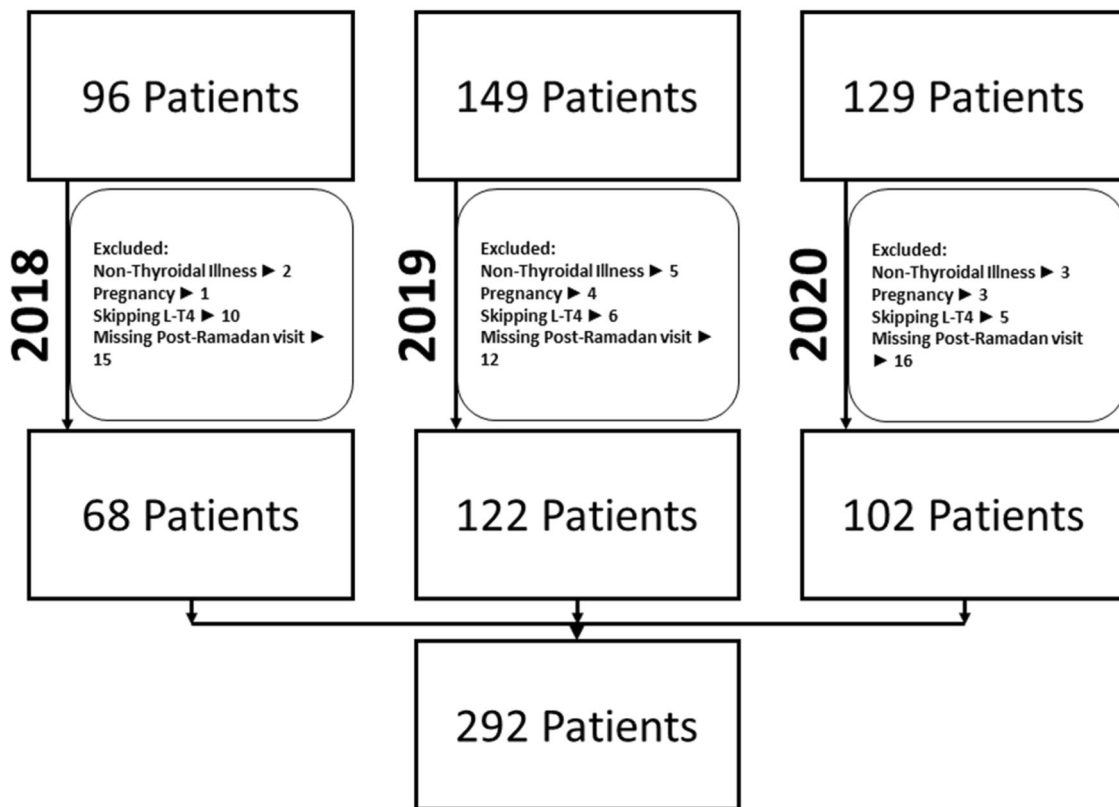 96 Patients
149 Patients
129 Patients
2018
Excluded:
Non-Thyroidal Illness ► 2
Pregnancy ► 1
Skipping L-T4 ► 10
Missing Post-Ramadan visit ►
15
2019
Excluded:
Non-Thyroidal Illness ► 5
Pregnancy ► 4
Skipping L-T4 ► 6
Missing Post-Ramadan visit ►
12
2020
Excluded:
Non-Thyroidal Illness ► 3
Pregnancy ► 3
Skipping L-T4 ► 5
Missing Post-Ramadan visit
► 16
68 Patients
122 Patients
102 Patients
292 Patients